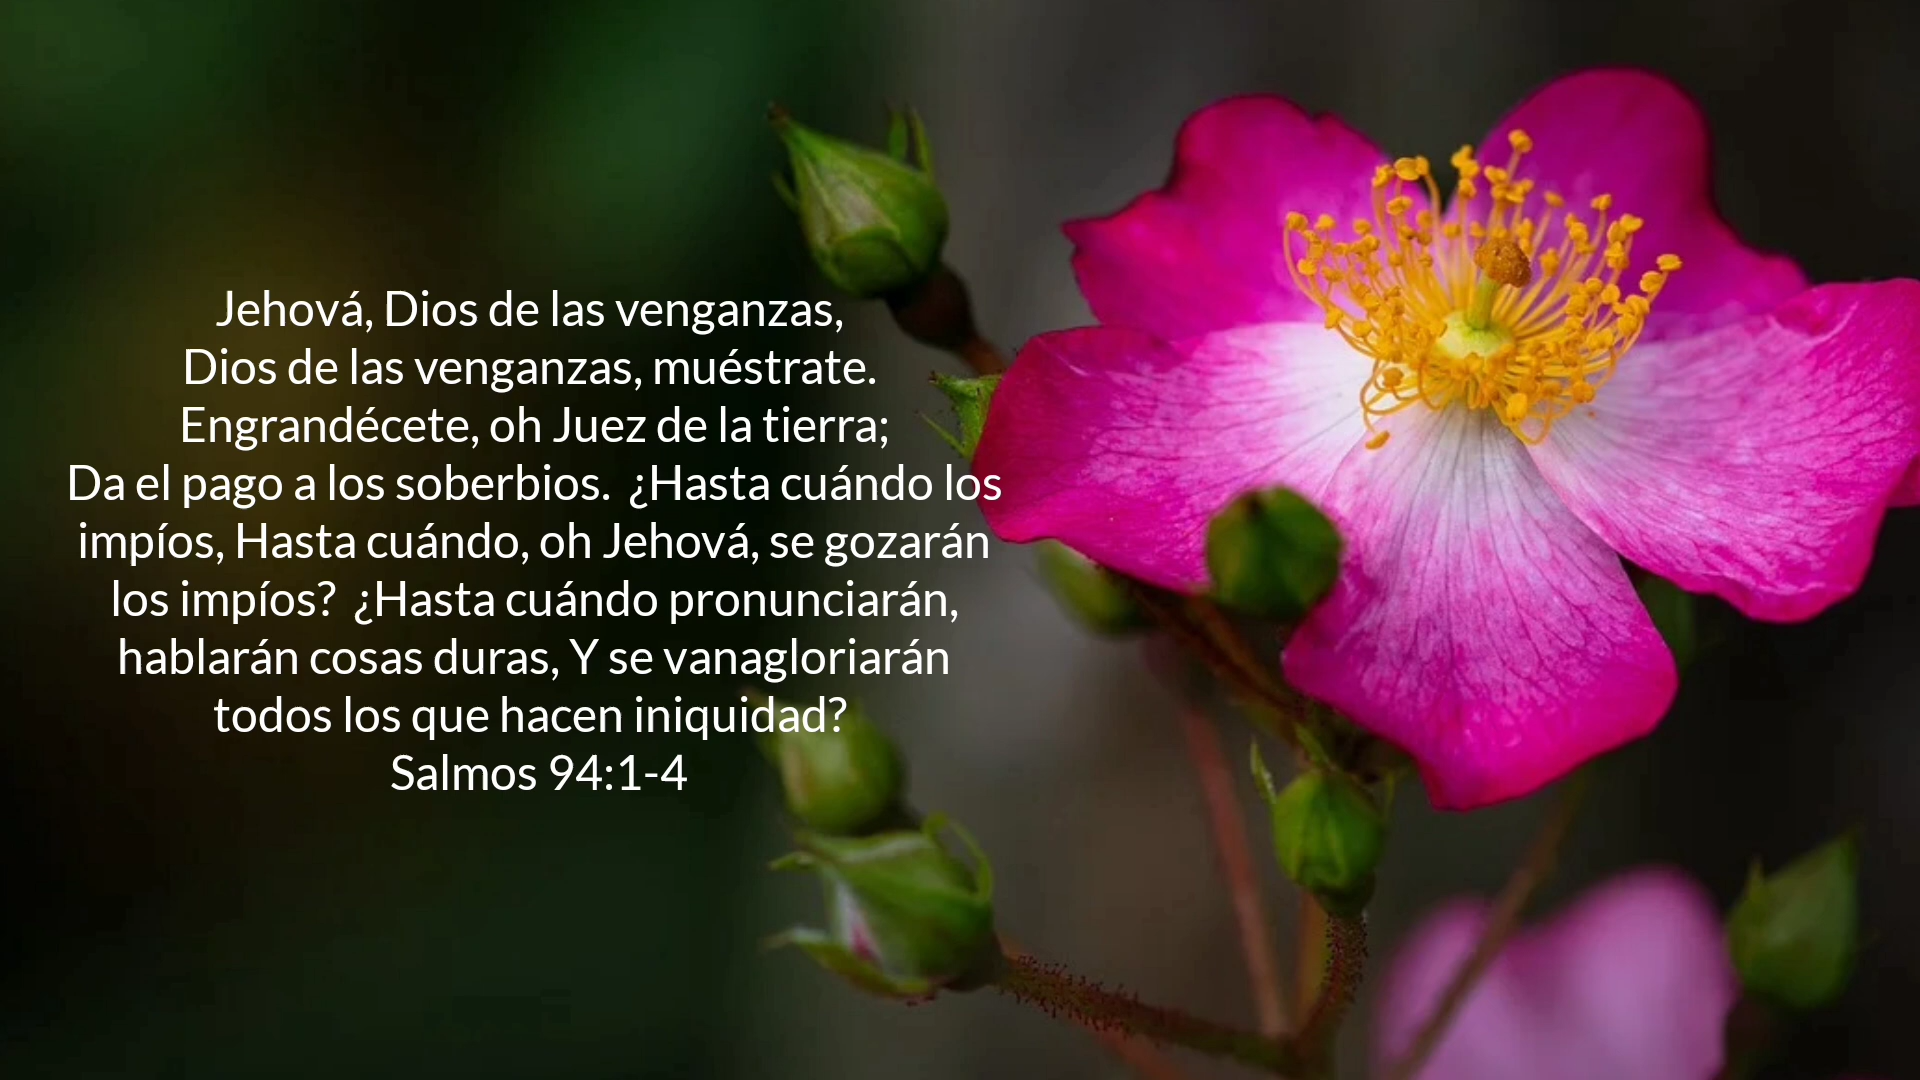 Jehová, Dios de las venganzas,
Dios de las venganzas, muéstrate.
Engrandécete, oh Juez de la tierra;
Da el pago a los soberbios. ¿Hasta cuándo los
impíos, Hasta cuándo, oh Jehová, se gozarán
los impíos? ¿Hasta cuándo pronunciarán,
hablarán cosas duras, Y se vanagloriarán
todos los que hacen iniquidad?
Salmos 94:1-4